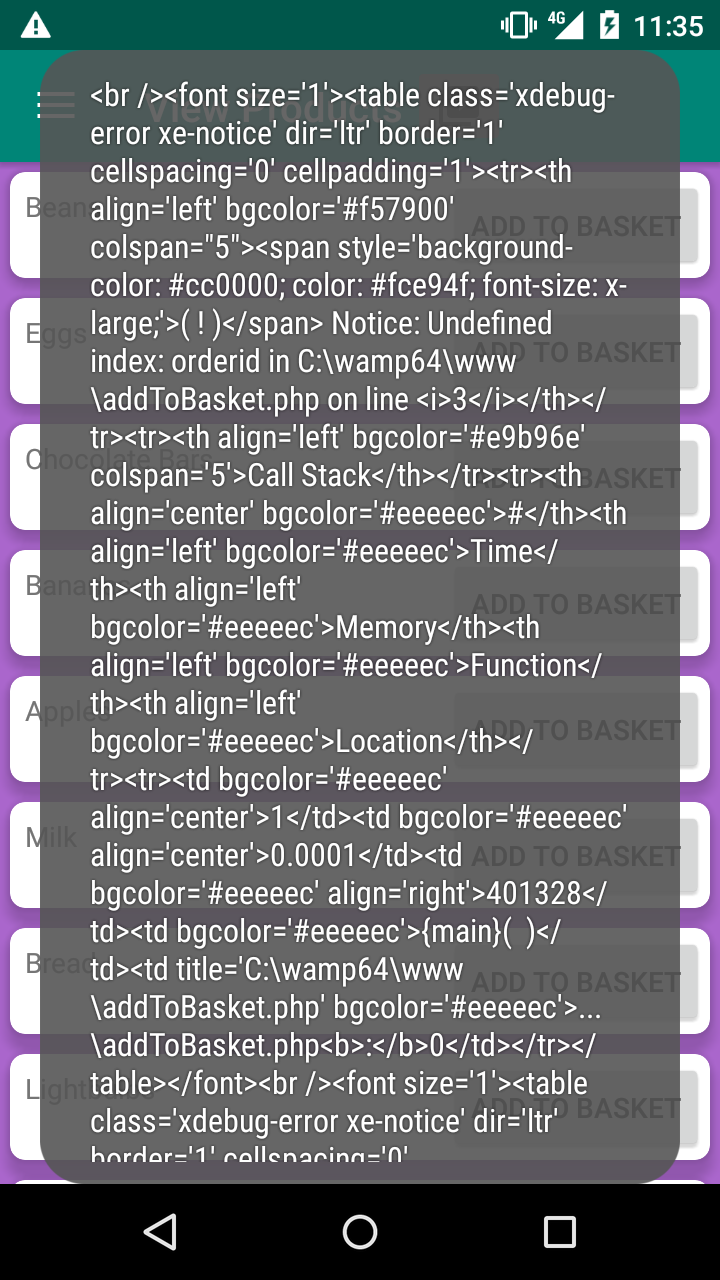 4G 11:35
View Products
<br /><font size='1'><table class='xdebug-
error xe-notice' dir='ltr' border='1'
cellspacing='0' cellpadding='1'><tr><th
align='left' bgcolor='#f57900'
colspan="5"><span style='background-
color: #cc0000; color: #fce94f; font-size: x-
large;'>( ! )</span> Notice: Undefined
index: orderid in C:\wamp64\www
\addToBasket.php on line <i>3</i></th></
tr><tr><th align='left' bgcolor='#e9b96e'
colspan='5'>Call Stack</th></tr><tr><th
align='center' bgcolor='#eeeeec'>#</th><th
align='left' bgcolor='#eeeeec'>Time</
th><th align='left'
bgcolor='#eeeeec'>Memory</th><th
align='left' bgcolor='#eeeeec'>Function</
th><th align='left'
bgcolor='#eeeeec'>Location</th></
tr><tr><td bgcolor='#eeeeec'
align='center'>1</td><td bgcolor='#eeeeec'
align='center'>0.0001</td><td
bgcolor='#eeeeec' align='right'>401328</
td><td bgcolor='#eeeeec'>{main}(  )</
td><td title='C:\wamp64\www
\addToBasket.php' bgcolor='#eeeeec'>...
\addToBasket.php<b>:</b>0</td></tr></
table></font><br /><font size='1'><table
class='xdebug-error xe-notice' dir='ltr'
border='1' cellspacing='0'
Beans ADD TO BASKET
Eggs ADD TO BASKET
Chocolate Bars ADD TO BASKET
Bananas ADD TO BASKET
Apples ADD TO BASKET
Milk ADD TO BASKET
Bread ADD TO BASKET
Lightbulbs ADD TO BASKET